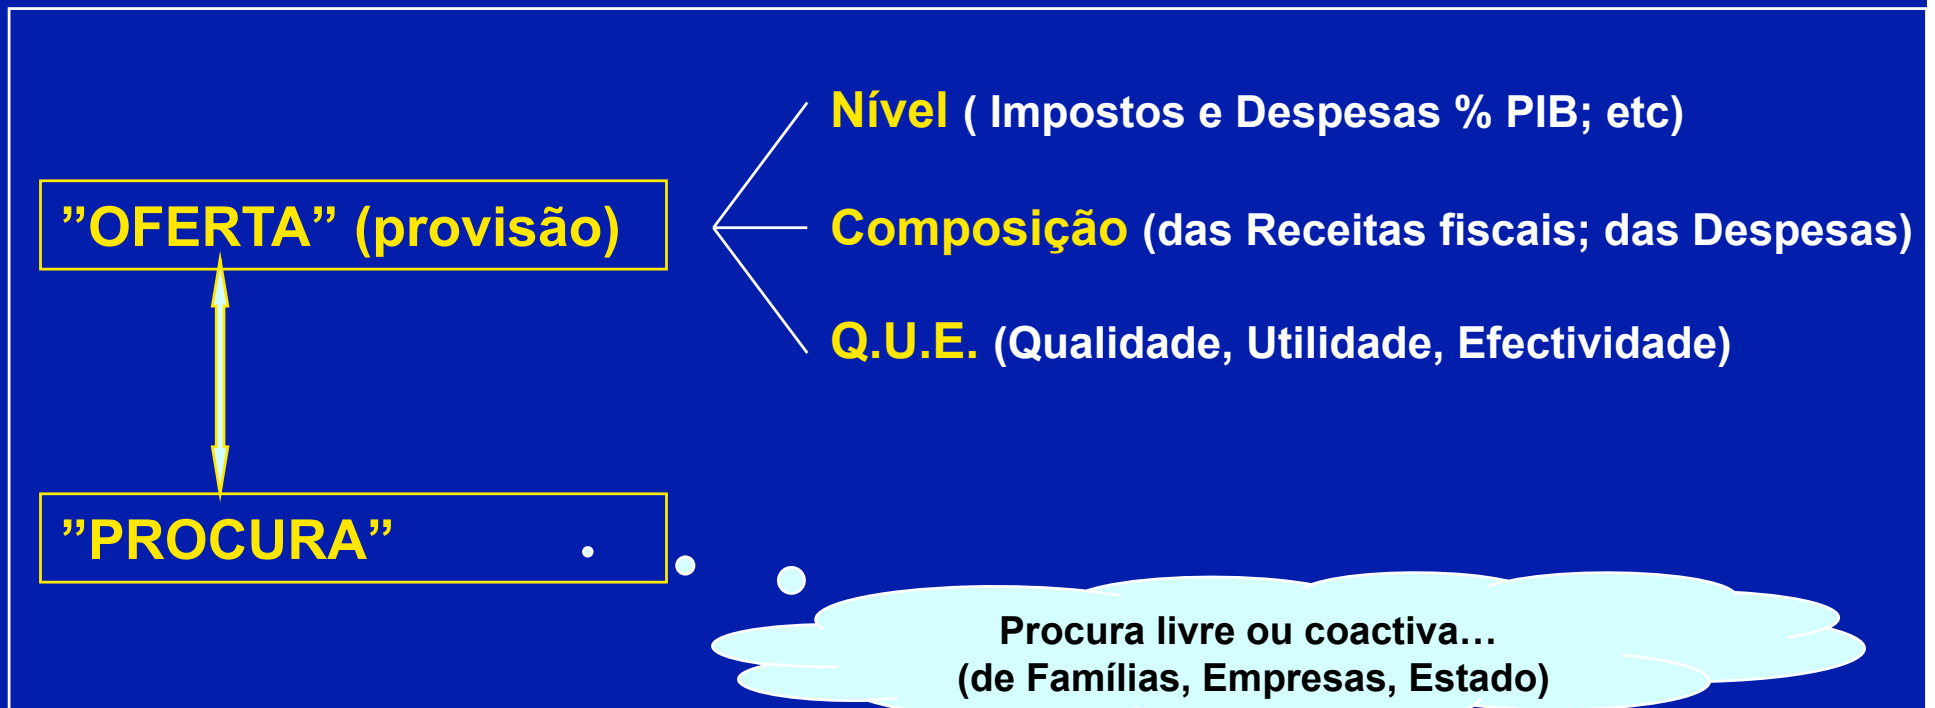 Nível ( Impostos e Despesas % PIB; etc)
”OFERTA” (provisão)
Composição (das Receitas fiscais; das Despesas)
Q.U.E. (Qualidade, Utilidade, Efectividade)
”PROCURA”
Procura livre ou coactiva…
(de Famílias, Empresas, Estado)